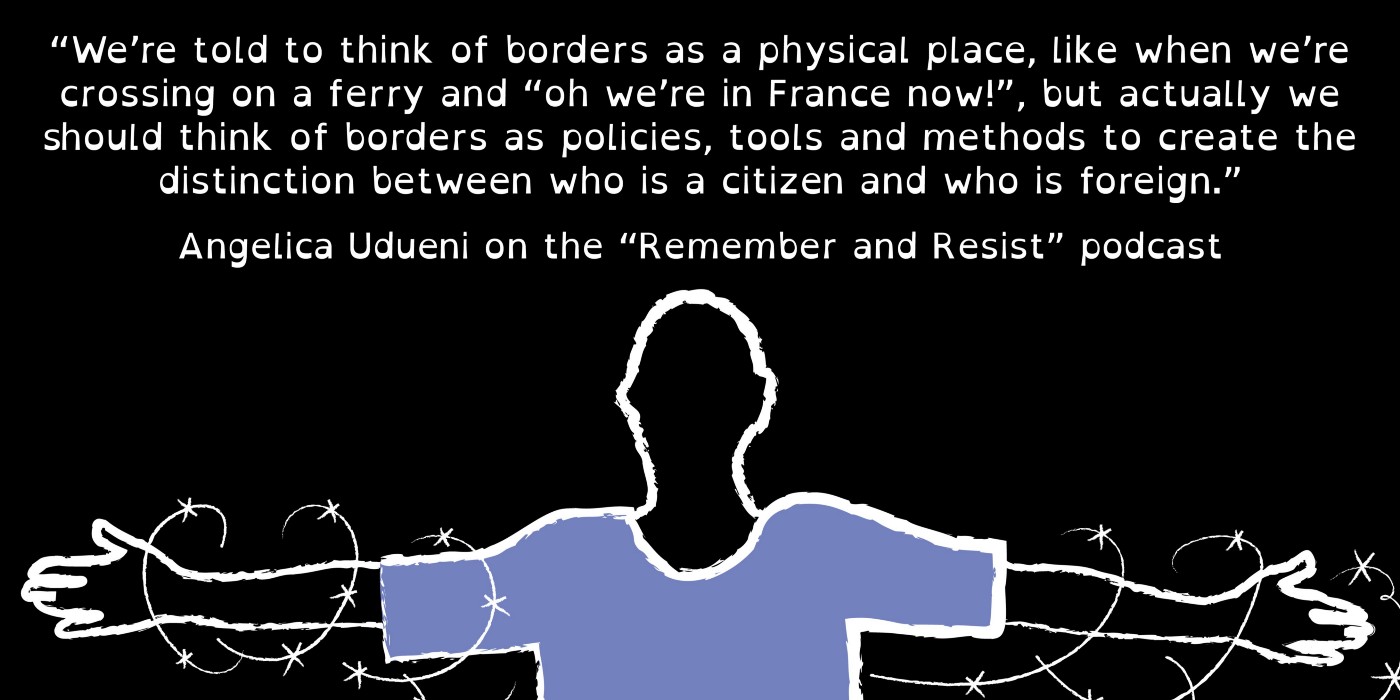 “We’re told to think of borders as a physical place, like when we’re
crossing on a ferry and “oh we’re in France now!”, but actually we
should think of borders as policies, tools and methods to create the
distinction between who is a citizen and who is foreign.”
Angelica Udueni on the “Remember and Resist” podcast